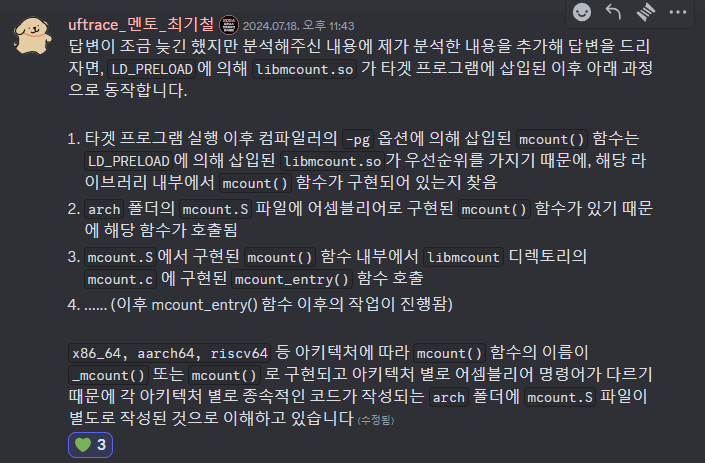 uftrace_멘토_최기철 2024.07.18. 오후 11:43
답변이 조금 늦긴 했지만 분석해주신 내용에 제가 분석한 내용을 추가해 답변을 드리
자면, LD_PRELOAD 에 의해 libmcount.so 가 타겟 프로그램에 삽입된 이후 아래 과정
으로 동작합니다.
1. 타겟 프로그램 실행 이후 컴파일러의 -pg 옵션에 의해 삽입된 mcount() 함수는
LD_PRELOAD 에 의해 삽입된 libmcount.so 가 우선순위를 가지기 때문에, 해당 라
이브러리 내부에서 mcount() 함수가 구현되어 있는지 찾음
2. arch 폴더의 mcount.S 파일에 어셈블리어로 구현된 mcount() 함수가 있기 때문
에 해당 함수가 호출됨
3. mcount.S 에서 구현된 mcount() 함수 내부에서 libmcount 디렉토리의
mcount.c 에 구현된 mcount_entry() 함수 호출
4. ...... (이후 mcount_entry() 함수 이후의 작업이 진행됨)
x86_64, aarch64, riscv64 등 아키텍처에 따라 mcount() 함수의 이름이
_mcount() 또는 mcount() 로 구현되고 아키텍처 별로 어셈블리어 명령어가 다르기
때문에 각 아키텍처 별로 종속적인 코드가 작성되는 arch 폴더에 mcount.S 파일이
별도로 작성된 것으로 이해하고 있습니다 (수정됨)
3